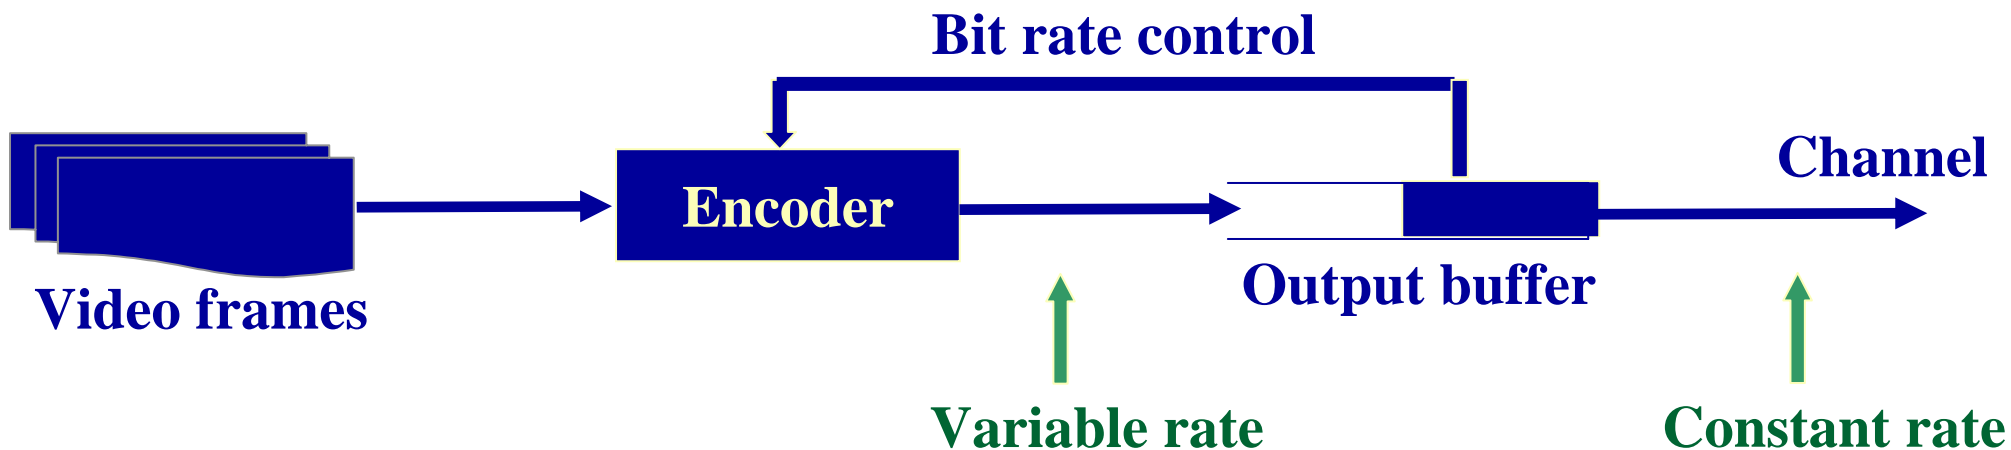 Bit rate control
Channel
Encoder
Output buffer
Video frames
Variable rate
Constant rate